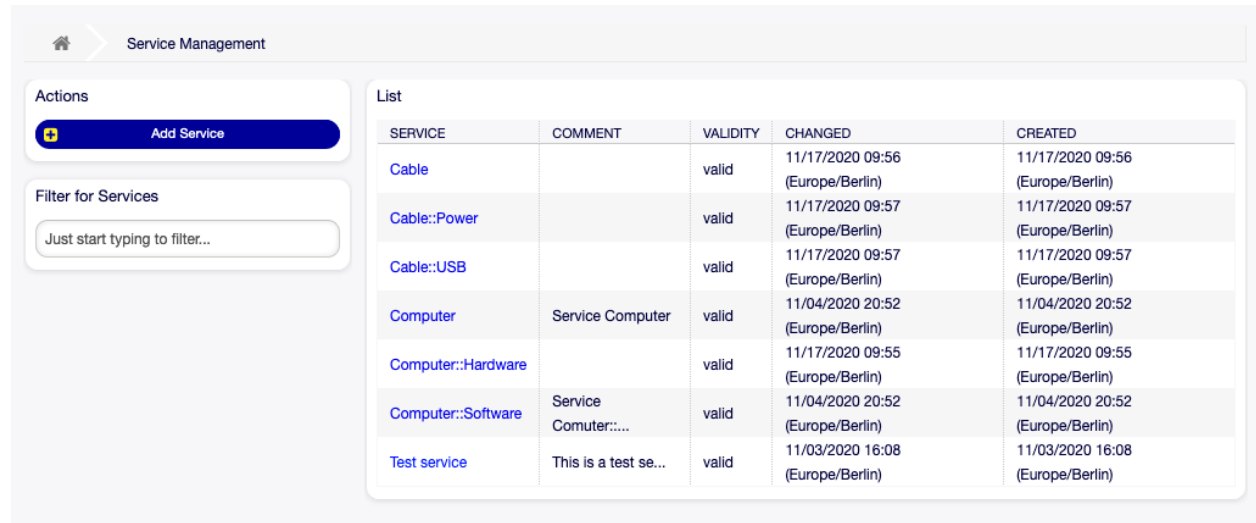 Service Management
Actions
Add Service
Filter for Services
Just start typing to filter...
List
SERVICE COMMENT VALIDITY CHANGED CREATED
Cable valid 11/17/2020 09:56 (Europe/Berlin) 11/17/2020 09:56 (Europe/Berlin)
Cable::Power valid 11/17/2020 09:57 (Europe/Berlin) 11/17/2020 09:57 (Europe/Berlin)
Cable::USB valid 11/17/2020 09:57 (Europe/Berlin) 11/17/2020 09:57 (Europe/Berlin)
Computer Service Computer valid 11/04/2020 20:52 (Europe/Berlin) 11/04/2020 20:52 (Europe/Berlin)
Computer::Hardware valid 11/17/2020 09:55 (Europe/Berlin) 11/17/2020 09:55 (Europe/Berlin)
Computer::Software Service Comuter::... valid 11/04/2020 20:52 (Europe/Berlin) 11/04/2020 20:52 (Europe/Berlin)
Test service This is a test se... valid 11/03/2020 16:08 (Europe/Berlin) 11/03/2020 16:08 (Europe/Berlin)